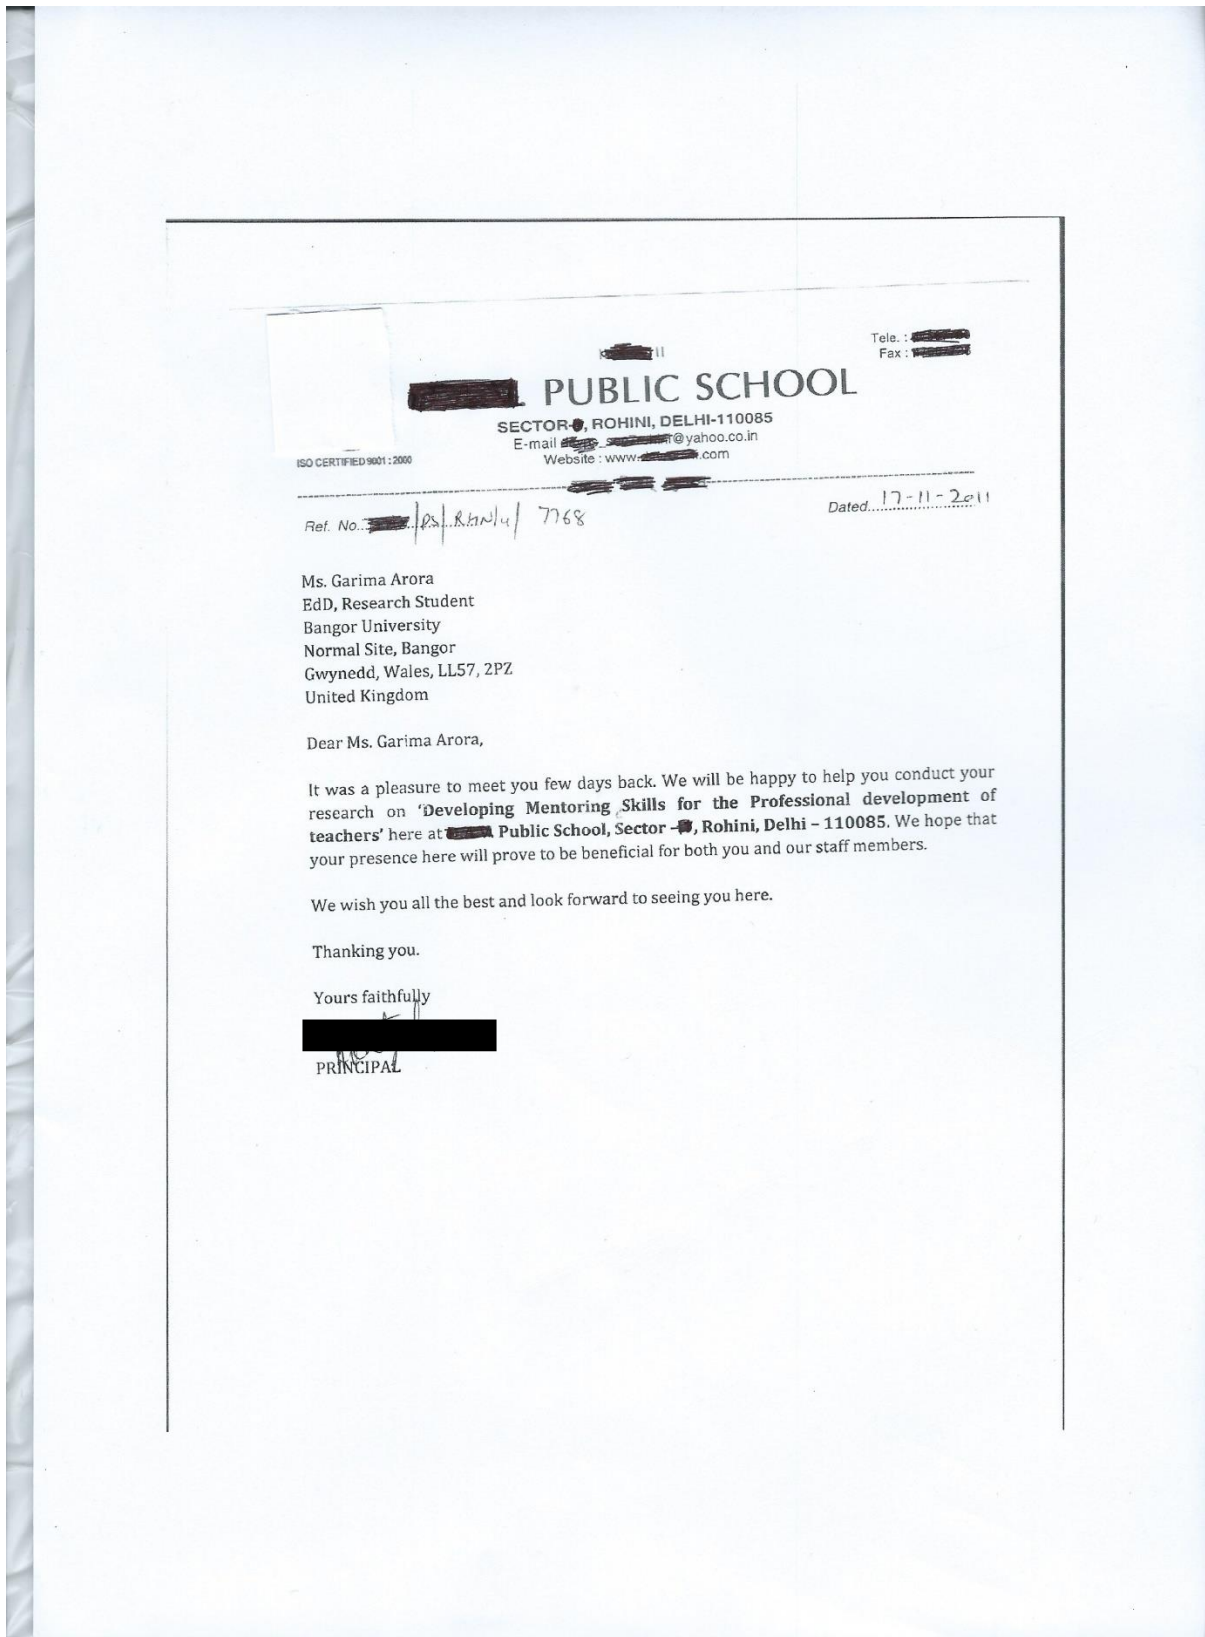 Tele. :
Fax :
PUBLIC SCHOOL
SECTOR- , ROHINI, DELHI-110085
E-mail @yahoo.co.in
Website : www. .com
ISO CERTIFIED 9001 : 2000
Ref. No. /PS/ RHN/4/ 7768
Dated 17-11-2011
Ms. Garima Arora
EdD, Research Student
Bangor University
Normal Site, Bangor
Gwynedd, Wales, LL57, 2PZ
United Kingdom
Dear Ms. Garima Arora,
It was a pleasure to meet you few days back. We will be happy to help you conduct your
research on 'Developing Mentoring Skills for the Professional development of
teachers' here at Public School, Sector - , Rohini, Delhi – 110085. We hope that
your presence here will prove to be beneficial for both you and our staff members.
We wish you all the best and look forward to seeing you here.
Thanking you.
Yours faithfully
PRINCIPAL